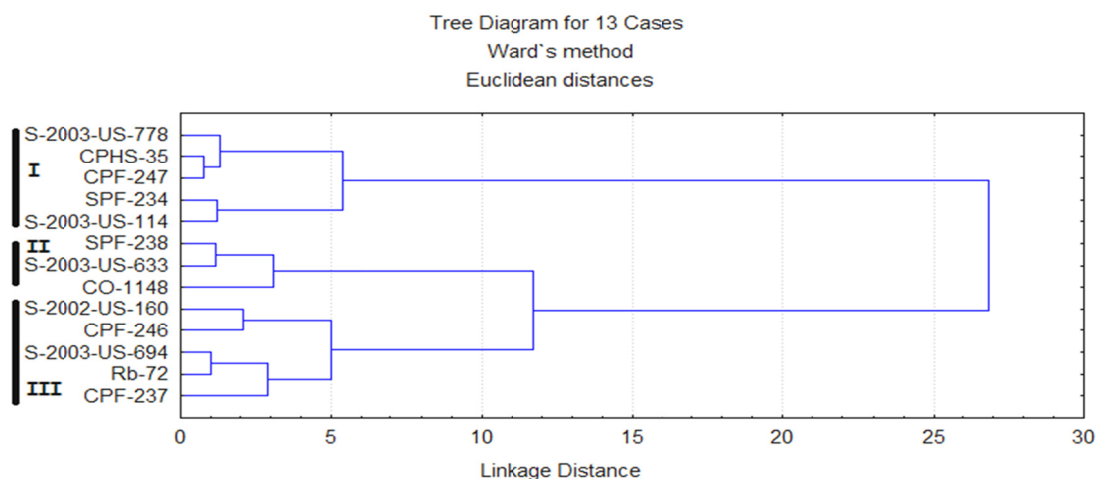 Tree Diagram for 13 Cases
Ward`s method
Euclidean distances
S-2003-US-778
CPHS-35
I
CPF-247
SPF-234
S-2003-US-114
II SPF-238
S-2003-US-633
CO-1148
S-2002-US-160
CPF-246
S-2003-US-694
Rb-72
III CPF-237
0 5 10 15 20 25 30
Linkage Distance